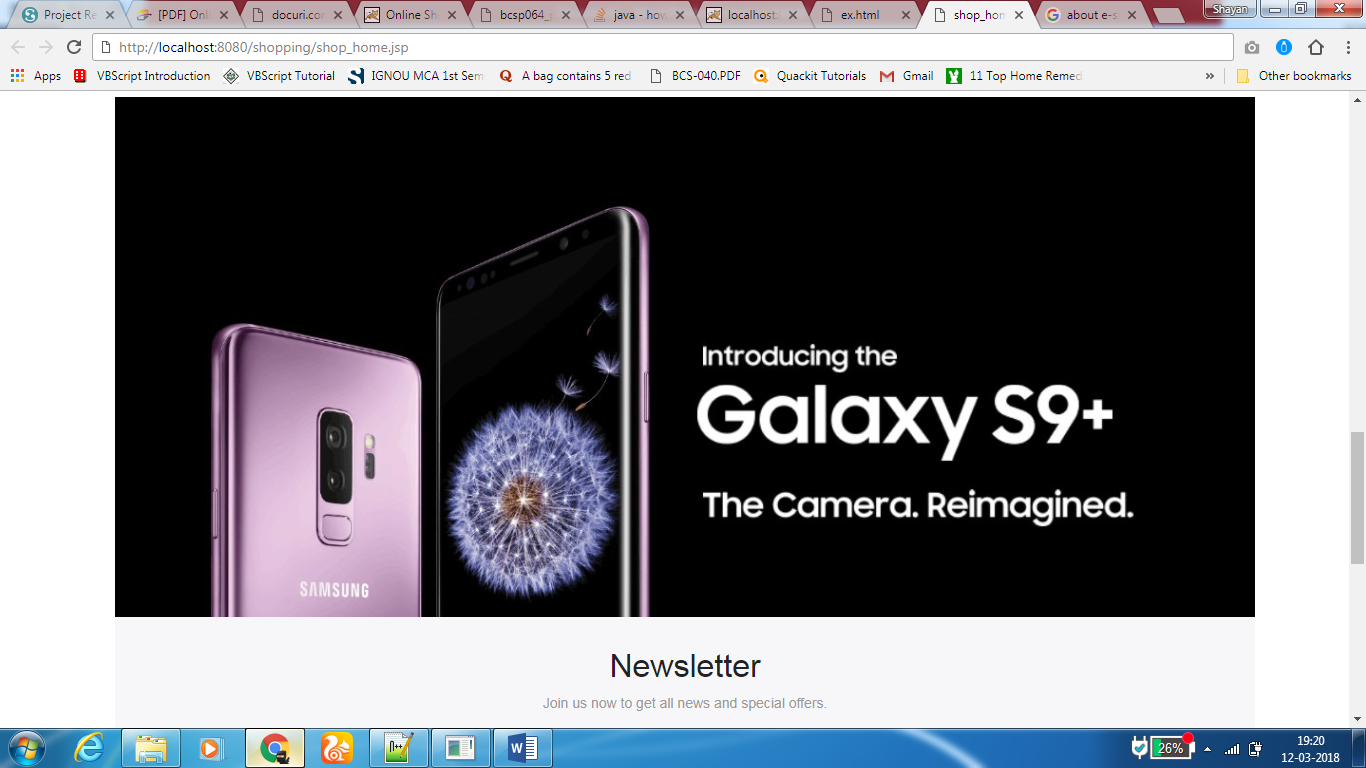 Project Re
[PDF] Onl
docuri.co
Online Sh
bcsp064_
java - how
localhost:
ex.html
shop_hom
about e-s
Shayan
http://localhost:8080/shopping/shop_home.jsp
Apps
VBScript Introduction
VBScript Tutorial
IGNOU MCA 1st Sem
A bag contains 5 red
BCS-040.PDF
Quackit Tutorials
Gmail
11 Top Home Remed
»
Other bookmarks
Introducing the
Galaxy S9+
The Camera. Reimagined.
SAMSUNG
Newsletter
Join us now to get all news and special offers.
26%
19:20
12-03-2018